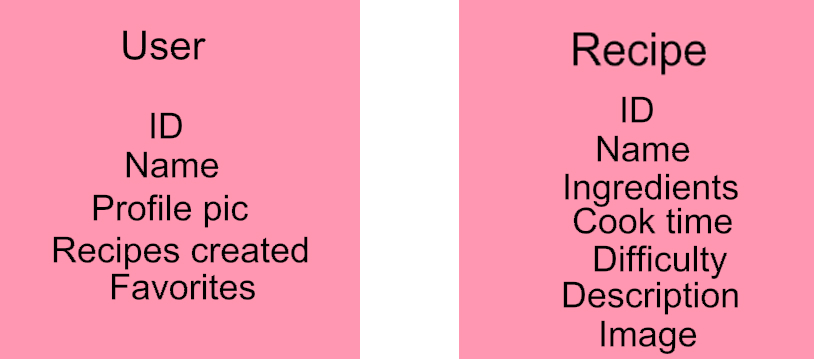 User
ID
Name
Profile pic
Recipes created
Favorites
Recipe
ID
Name
Ingredients
Cook time
Difficulty
Description
Image